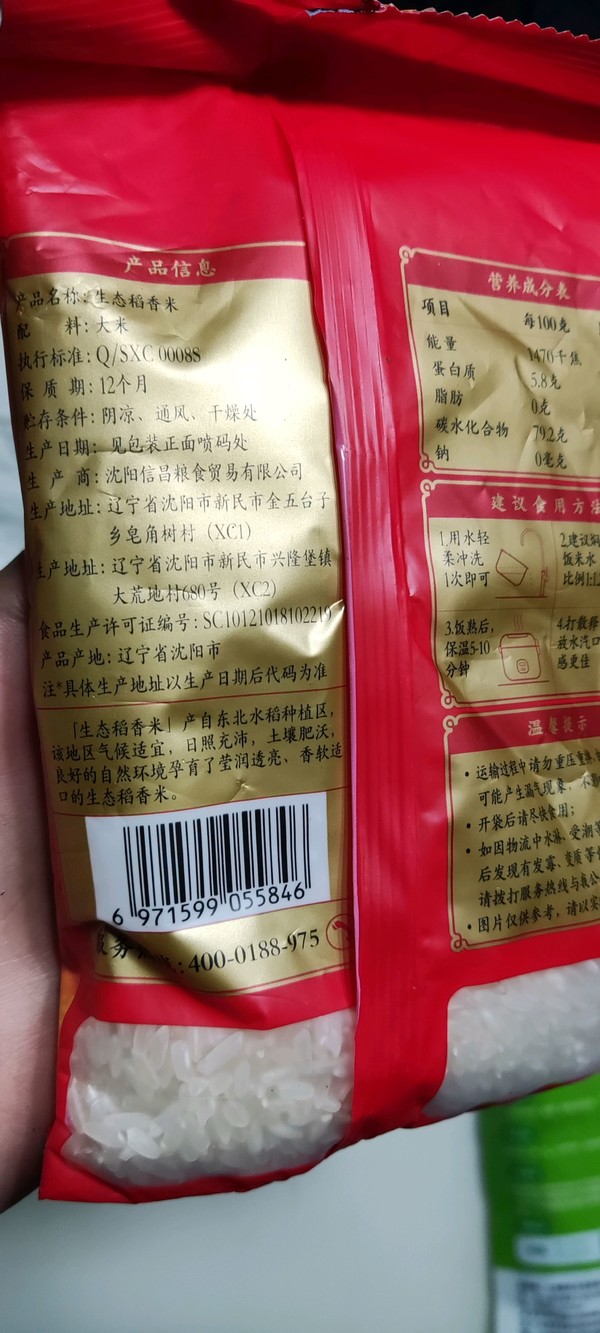 产品信息
产品名称：生态稻香米
配 料：大米
执行标准：Q/SXC 0008S
保 质 期：12个月
贮存条件：阴凉、通风、干燥处
生产日期：见包装正面喷码处
生 产 商：沈阳信昌粮食贸易有限公司
生产地址：辽宁省沈阳市新民市金五台子
乡皂角树村（XC1）
生产地址：辽宁省沈阳市新民市兴隆堡镇
大荒地村680号（XC2）
食品生产许可证编号：SC10121018102219
产品产地：辽宁省沈阳市
注*具体生产地址以生产日期后代码为准
「生态稻香米」产自东北水稻种植区，
该地区气候适宜，日照充沛，土壤肥沃，
良好的自然环境孕育了莹润透亮、香软适
口的生态稻香米。
6 971599 055846
服务 ：400-0188-975
营养成分表
项目 每100克
能量 1470千焦
蛋白质 5.8克
脂肪 0克
碳水化合物 79.2克
钠 0毫克
建议食用方法
1.用水轻
柔冲洗
1次即可
2.建议焖
饭米水
比例1:1.
3.饭熟后，
保温5-10
分钟
4.打散释
放水汽口
感更佳
温馨提示
• 运输过程中请勿重压重摔
可能产生漏气现象，不影
• 开袋后请尽快食用；
• 如因物流中水淋、受潮等
后发现有发霉、变质等
请拨打服务热线与我公
• 图片仅供参考，请以实